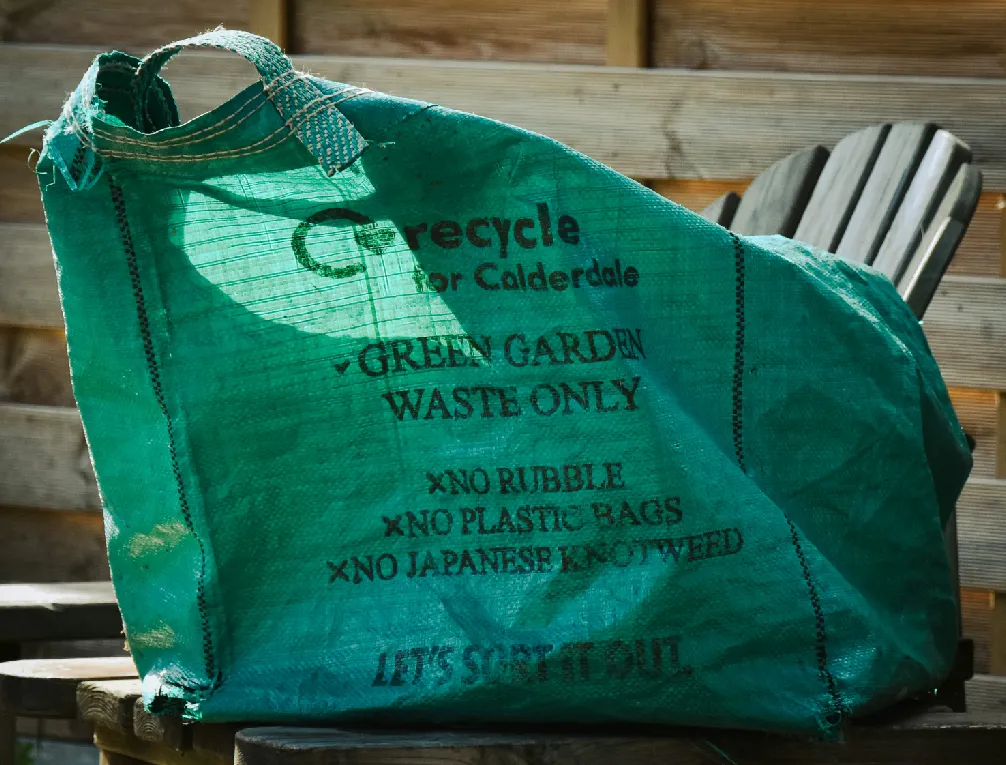 recycle
for Calderdale
✓GREEN GARDEN
WASTE ONLY
×NO RUBBLE
×NO PLASTIC BAGS
×NO JAPANESE KNOTWEED
LET'S SORT IT OUT.